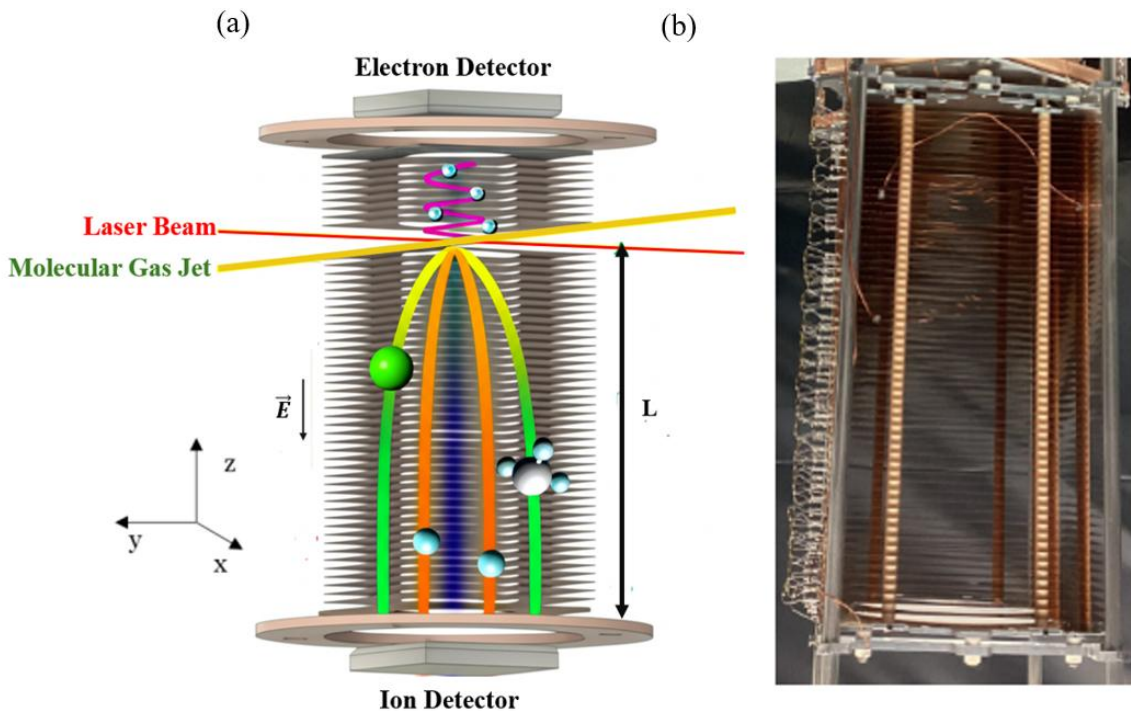 (a)
(b)
Electron Detector
Laser Beam
Molecular Gas Jet
E
L
z
y
x
Ion Detector